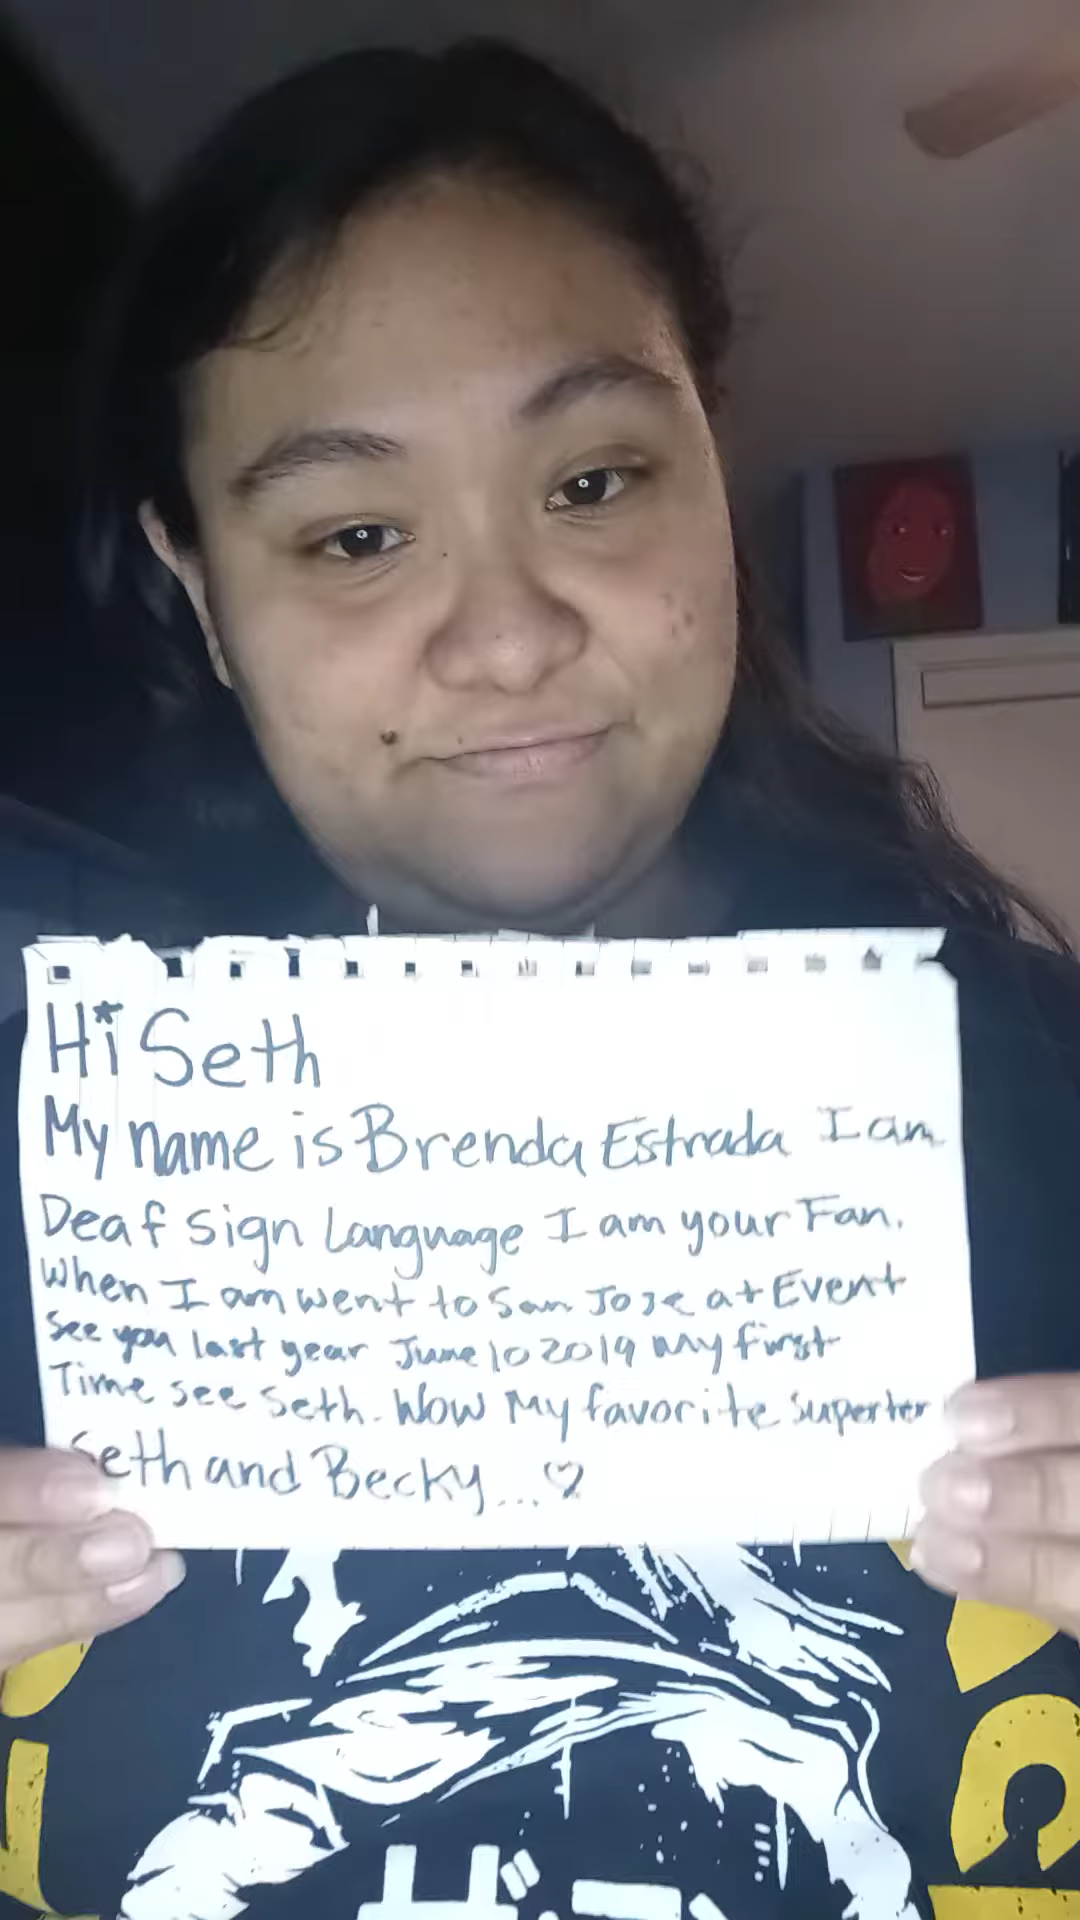 Hi Seth
My name is Brenda Estrada I am
Deaf sign Language I am your Fan.
When I am went to San Jose at Event
See you last year June 10 2019 my first
Time see Seth. Wow My favorite superter
Seth and Becky... ♡